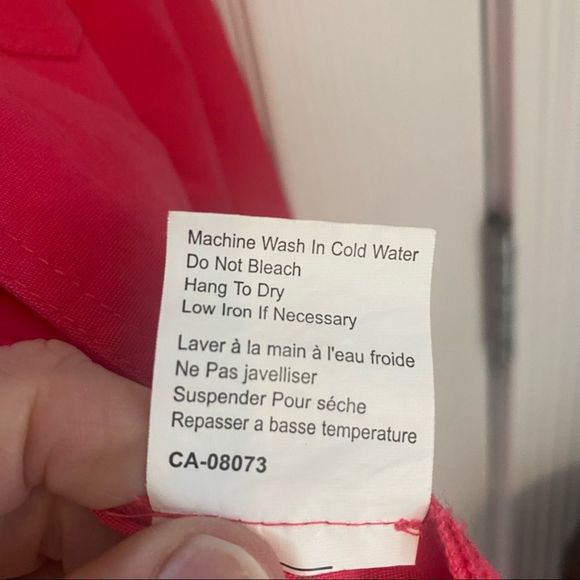 Machine Wash In Cold Water
Do Not Bleach
Hang To Dry
Low Iron If Necessary
Laver à la main à l'eau froide
Ne Pas javelliser
Suspender Pour séche
Repasser a basse temperature
CA-08073